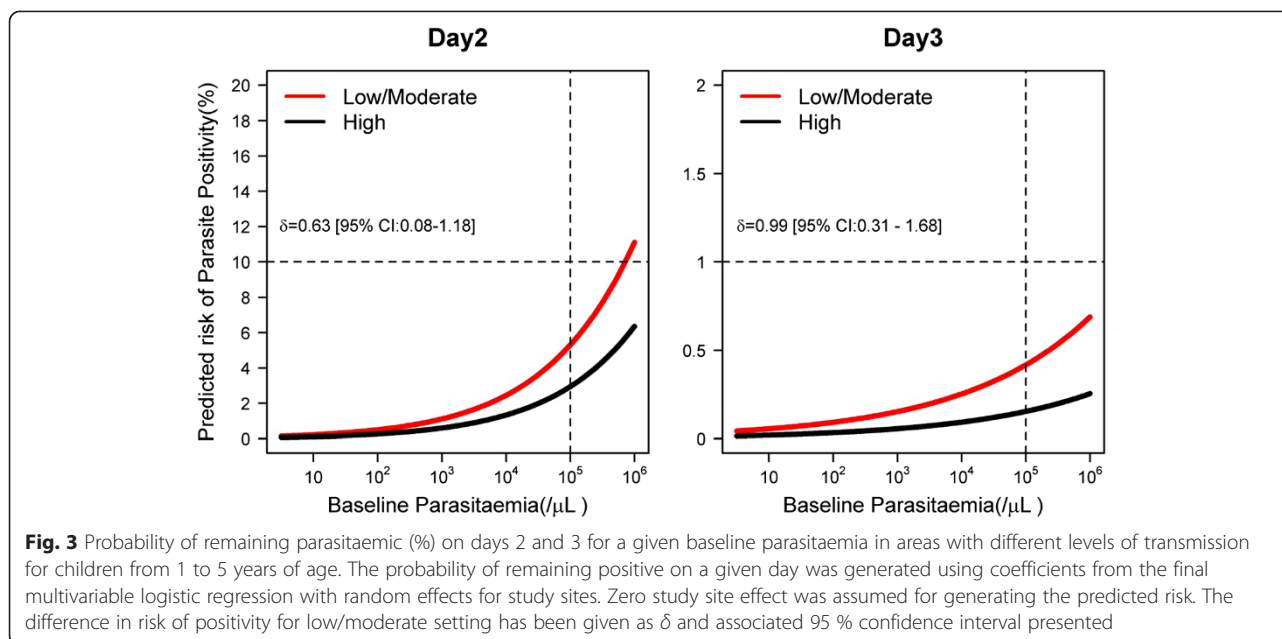 Day2
Day3
Predicted risk of Parasite Positivity(%)
20
18
16
14
12
10
8
6
4
2
0
Low/Moderate
High
δ=0.63 [95% CI:0.08-1.18]
10
10²
10³
10⁴
10⁵
10⁶
Baseline Parasitaemia(/μL )
2
1.5
1
0.5
0
Low/Moderate
High
δ=0.99 [95% CI:0.31 - 1.68]
10
10²
10³
10⁴
10⁵
10⁶
Baseline Parasitaemia(/μL )
Fig. 3 Probability of remaining parasitaemic (%) on days 2 and 3 for a given baseline parasitaemia in areas with different levels of transmission
for children from 1 to 5 years of age. The probability of remaining positive on a given day was generated using coefficients from the final
multivariable logistic regression with random effects for study sites. Zero study site effect was assumed for generating the predicted risk. The
difference in risk of positivity for low/moderate setting has been given as δ and associated 95 % confidence interval presented